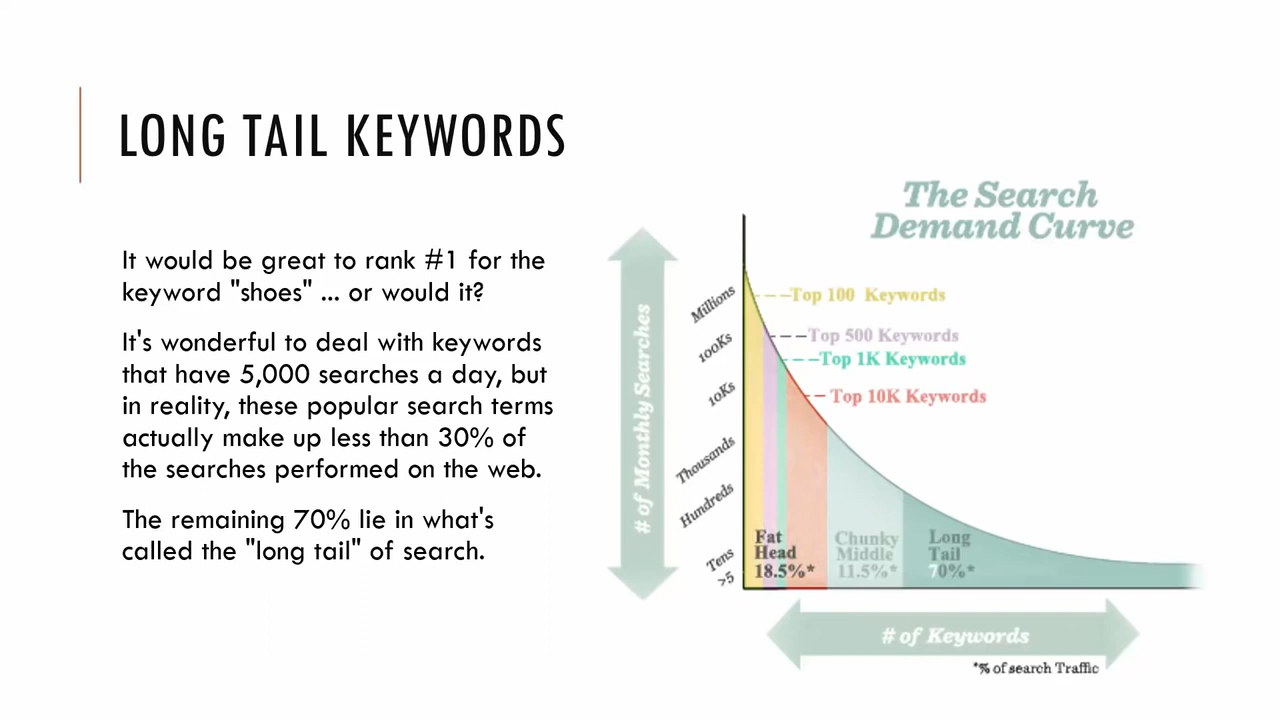 LONG TAIL KEYWORDS
It would be great to rank #1 for the
keyword "shoes" ... or would it?
It's wonderful to deal with keywords
that have 5,000 searches a day, but
in reality, these popular search terms
actually make up less than 30% of
the searches performed on the web.
The remaining 70% lie in what's
called the "long tail" of search.
The Search
Demand Curve
# of Monthly Searches
Millions
100Ks
10Ks
Thousands
Hundreds
Tens
>5
Top 100 Keywords
Top 500 Keywords
Top 1K Keywords
Top 10K Keywords
Fat
Head
18.5%*
Chunky
Middle
11.5%*
Long
Tail
70%*
# of Keywords
*% of search Traffic